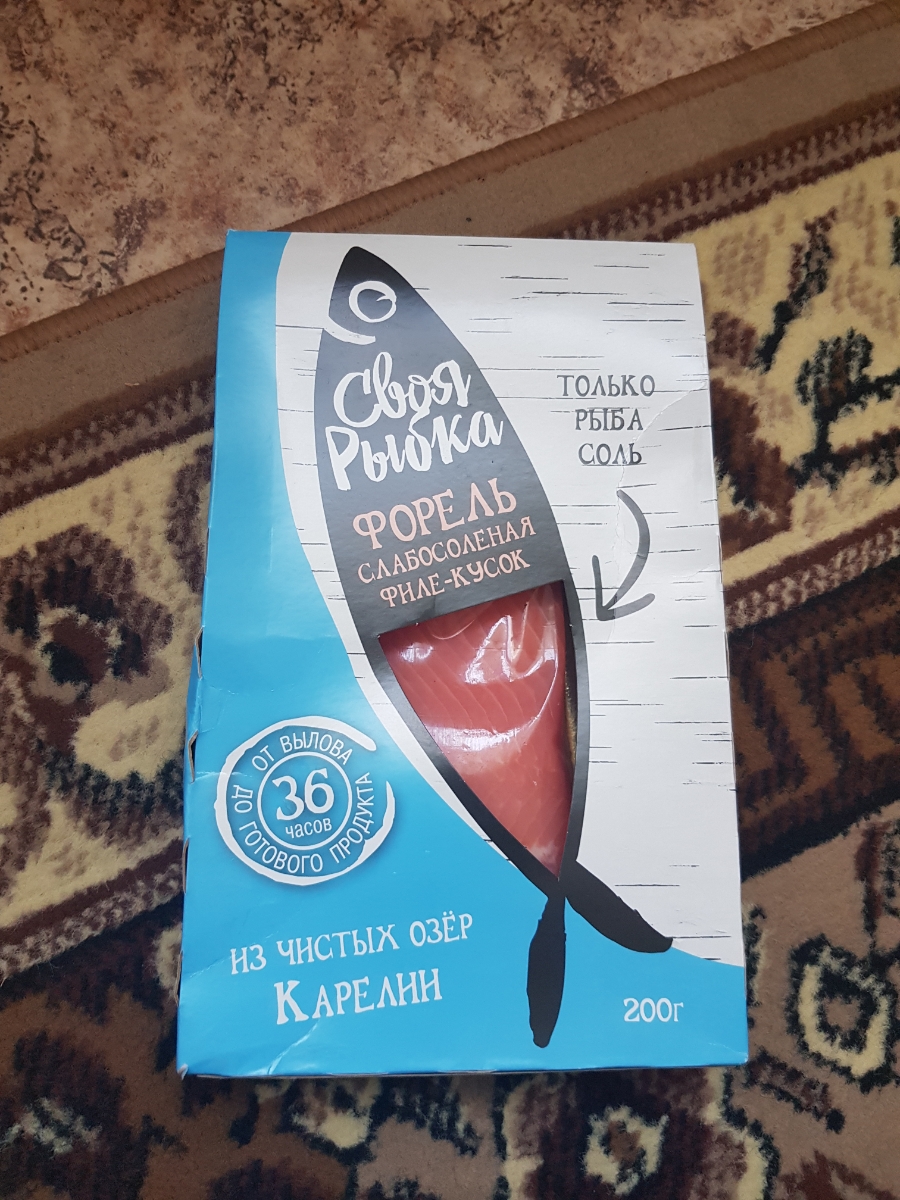 Своя
Рыбка
ФОРЕЛЬ
СЛАБОСОЛЕНАЯ
ФИЛЕ-КУСОК
ТОЛЬКО
РЫБА
СОЛЬ
ОТ ВЫЛОВА
36
часов
ДО ГОТОВОГО ПРОДУКТА
ИЗ ЧИСТЫХ ОЗЁР
КАРЕЛИИ
200г